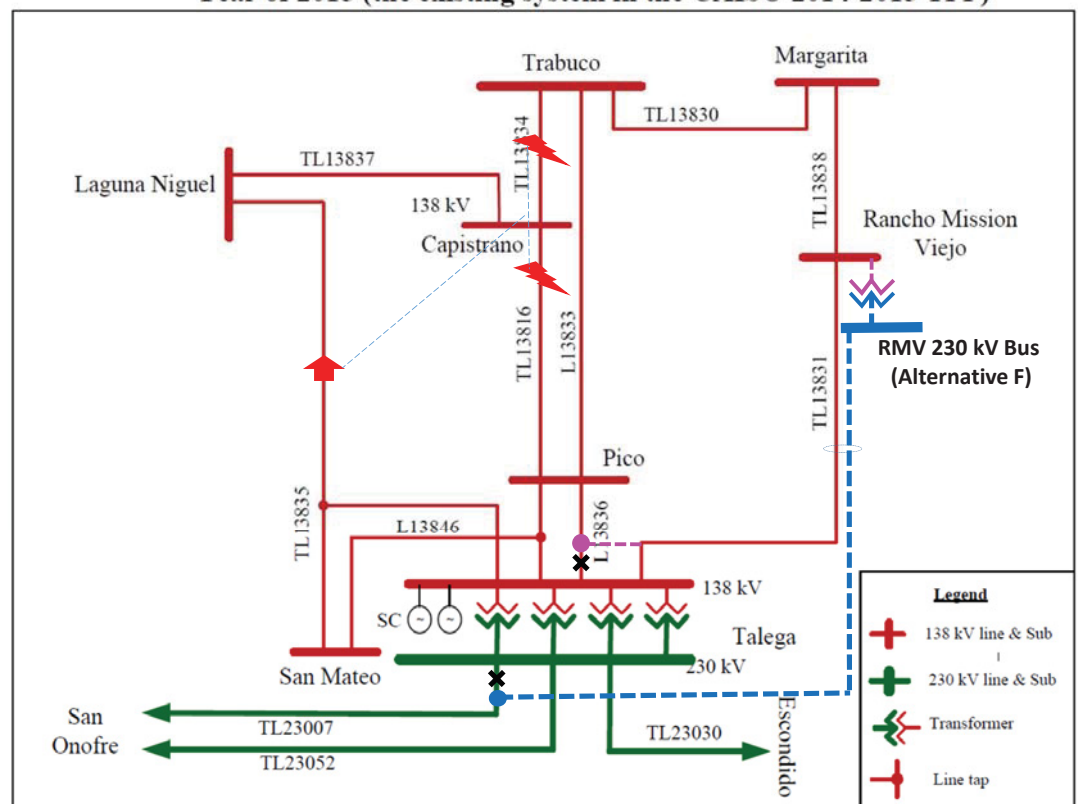 Trabuco
Margarita
TL13830
TL13834
TL13837
Laguna Niguel
138 kV
Capistrano
TL13838
Rancho Mission
Viejo
RMV 230 kV Bus
(Alternative F)
TL13816
L13833
TL13831
Pico
TL13835
L13846
L13836
138 kV
SC
~
~
Talega
230 kV
San Mateo
San
Onofre
TL23007
TL23052
TL23030
Escondido
Legend
138 kV line & Sub
230 kV line & Sub
Transformer
Line tap